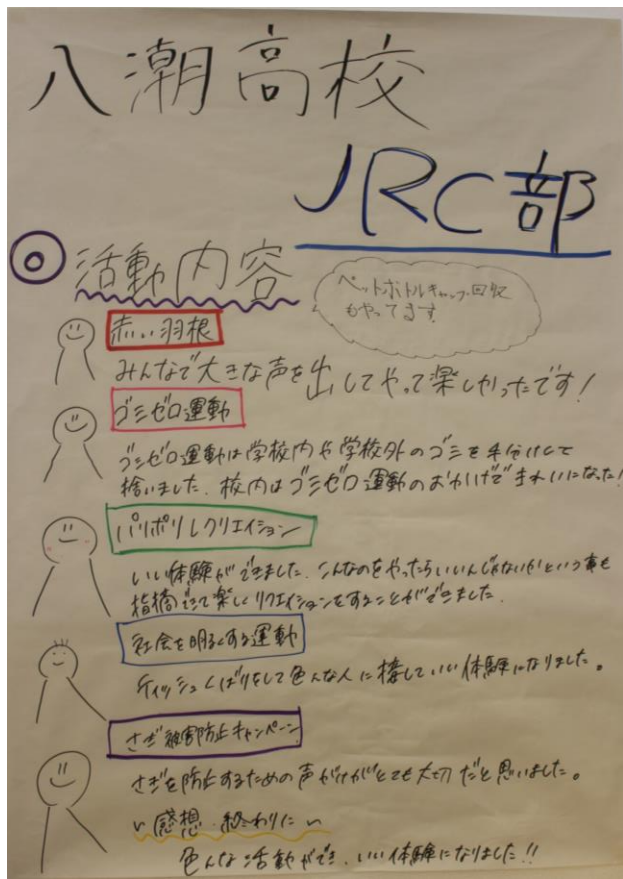 八潮高校
JRC部
◎活動内容
ペットボトルキャップ回収
もやってます
赤い羽根
みんなで大きな声を出してやって楽しかったです!
ゴミゼロ運動
ゴミゼロ運動は学校内や学校外のゴミを手分けして
拾いました。校内はゴミゼロ運動のおかげできれいになった!
パリポリレクリエイション
いい体験ができました。こんなのをやったらいいんじゃないかという事も
指摘できて楽しくリクエイションをすることができました。
社会を明るくする運動
ティッシュくばりをして色んな人に接していい体験になりました。
さぎ被害防止キャンペーン
さぎを防止するための声がけがとても大切だと思いました。
〜感想 終わりに〜
色んな活動ができ、いい体験になりました!!